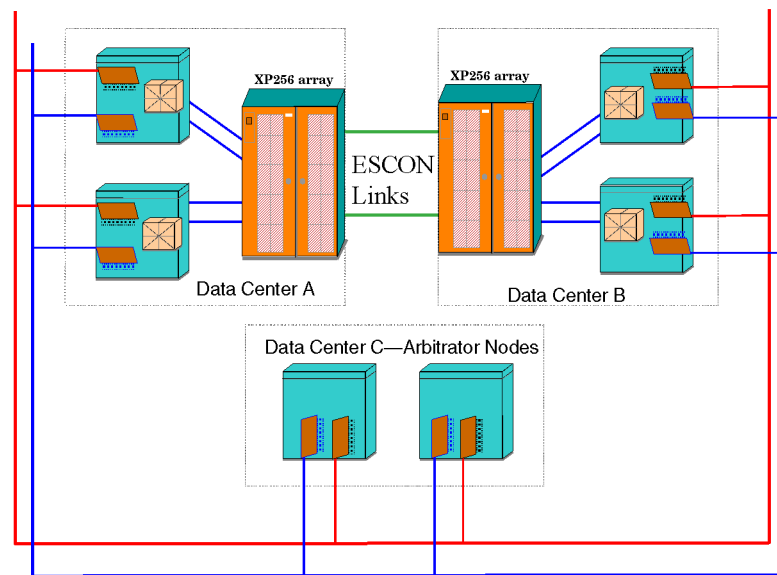 XP256 array
XP256 array
ESCON
Links
Data Center A
Data Center B
Data Center C—Arbitrator Nodes